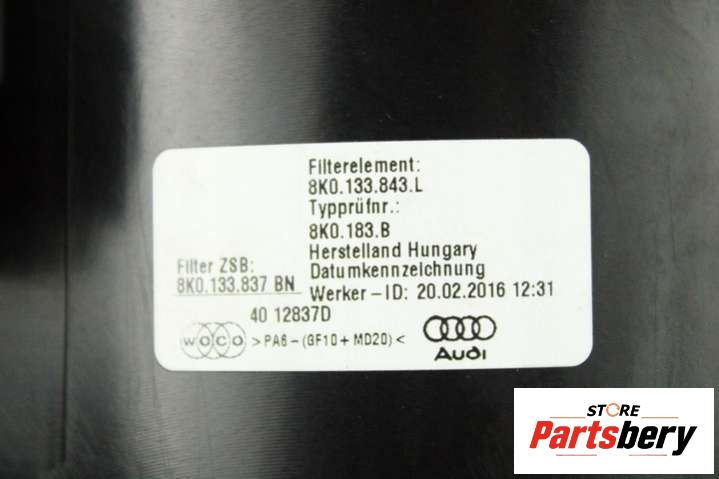 Filterelement:
8K0.133.843.L
Typprüfnr.:
8K0.183.B
Herstelland Hungary
Datumkennzeichnung
Werker-ID: 20.02.2016 12:31
Filter ZSB:
8K0.133.837 BN
40 12837D
WOCO >PA6-(GF10+MD20)<
Audi
STORE
Partsbery